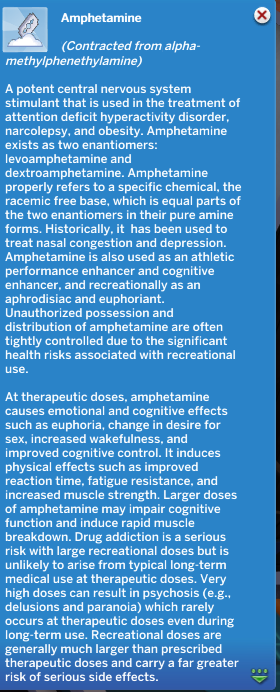 Amphetamine
(Contracted from alpha-
methylphenethylamine)
A potent central nervous system
stimulant that is used in the treatment of
attention deficit hyperactivity disorder,
narcolepsy, and obesity. Amphetamine
exists as two enantiomers:
levoamphetamine and
dextroamphetamine. Amphetamine
properly refers to a specific chemical, the
racemic free base, which is equal parts of
the two enantiomers in their pure amine
forms. Historically, it  has been used to
treat nasal congestion and depression.
Amphetamine is also used as an athletic
performance enhancer and cognitive
enhancer, and recreationally as an
aphrodisiac and euphoriant.
Unauthorized possession and
distribution of amphetamine are often
tightly controlled due to the significant
health risks associated with recreational
use.
At therapeutic doses, amphetamine
causes emotional and cognitive effects
such as euphoria, change in desire for
sex, increased wakefulness, and
improved cognitive control. It induces
physical effects such as improved
reaction time, fatigue resistance, and
increased muscle strength. Larger doses
of amphetamine may impair cognitive
function and induce rapid muscle
breakdown. Drug addiction is a serious
risk with large recreational doses but is
unlikely to arise from typical long-term
medical use at therapeutic doses. Very
high doses can result in psychosis (e.g.,
delusions and paranoia) which rarely
occurs at therapeutic doses even during
long-term use. Recreational doses are
generally much larger than prescribed
therapeutic doses and carry a far greater
risk of serious side effects.